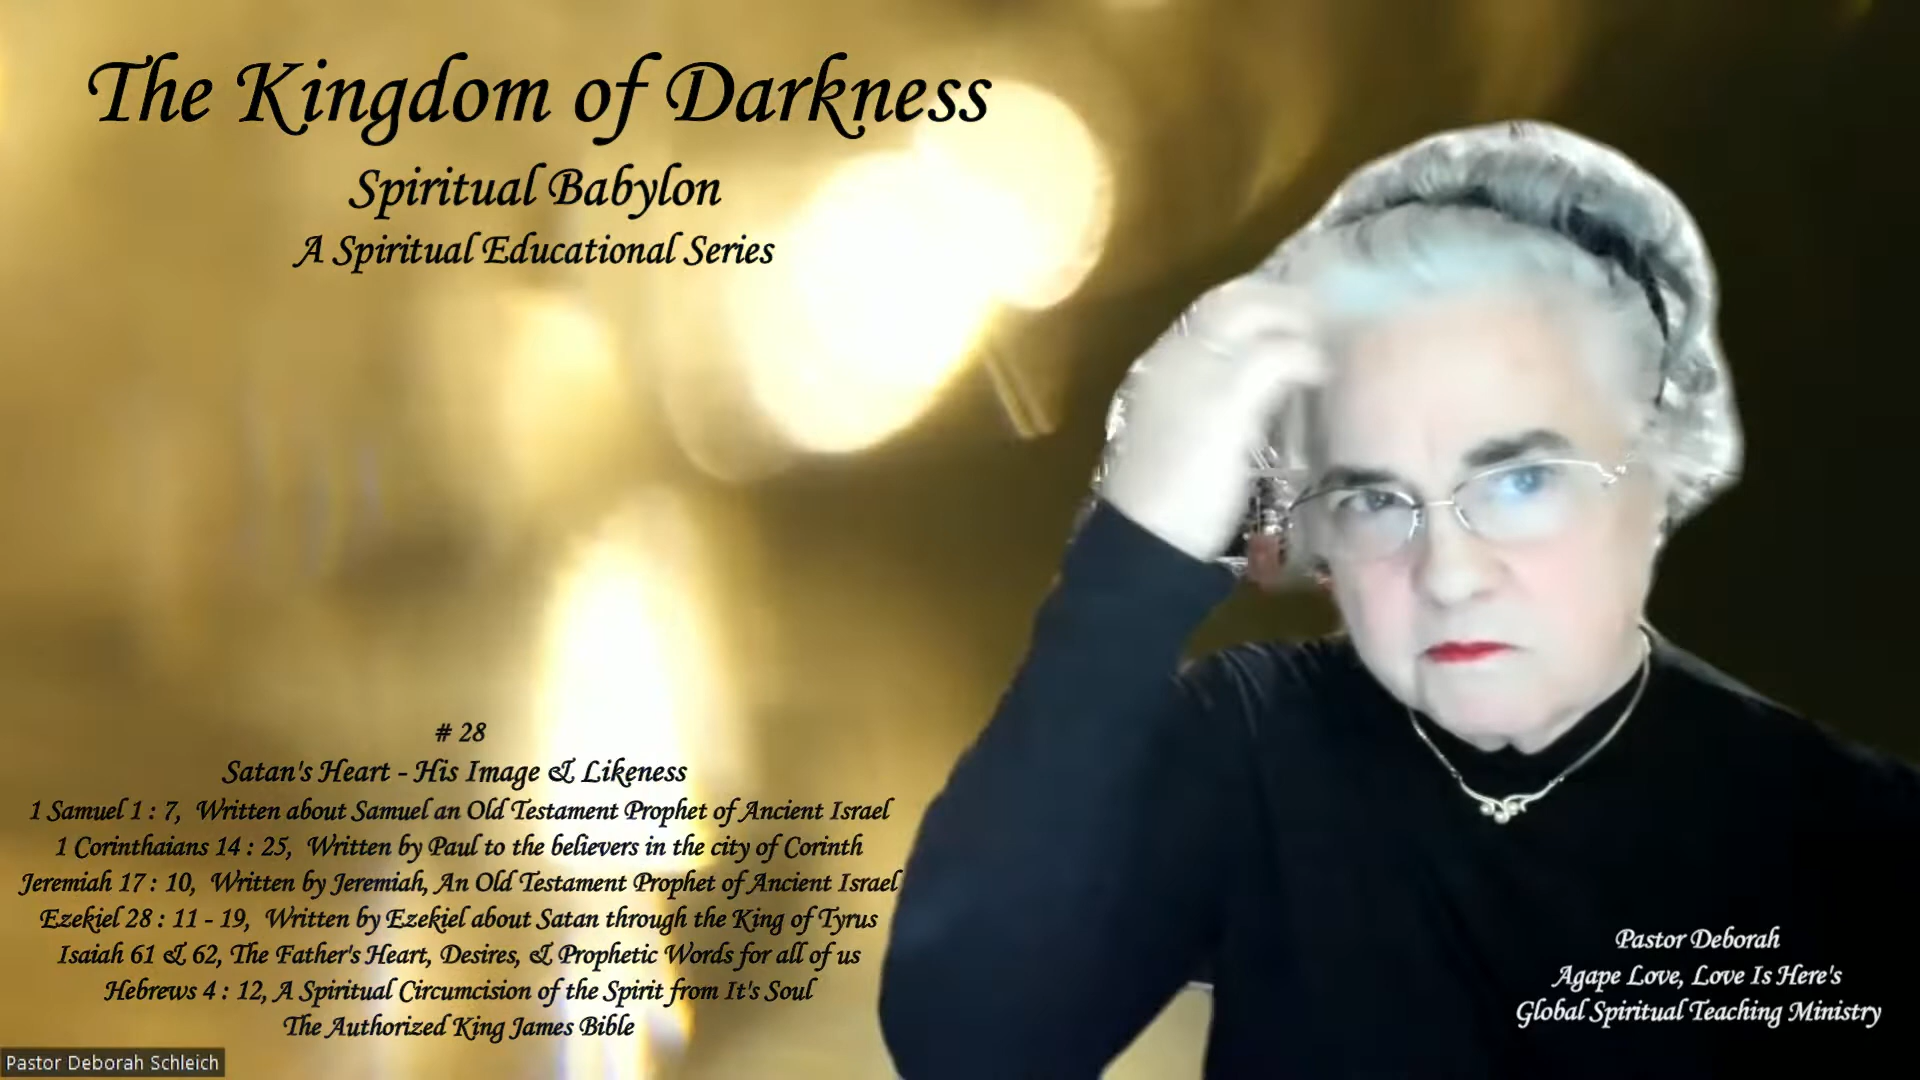 The Kingdom of Darkness
Spiritual Babylon
A Spiritual Educational Series
# 28
Satan's Heart - His Image & Likeness
1 Samuel 1 : 7, Written about Samuel an Old Testament Prophet of Ancient Israel
1 Corinthaians 14 : 25, Written by Paul to the believers in the city of Corinth
Jeremiah 17 : 10, Written by Jeremiah, An Old Testament Prophet of Ancient Israel
Ezekiel 28 : 11 - 19, Written by Ezekiel about Satan through the King of Tyrus
Isaiah 61 & 62, The Father's Heart, Desires, & Prophetic Words for all of us
Hebrews 4 : 12, A Spiritual Circumcision of the Spirit from It's Soul
The Authorized King James Bible
Pastor Deborah
Agape Love, Love Is Here's
Global Spiritual Teaching Ministry
Pastor Deborah Schleich